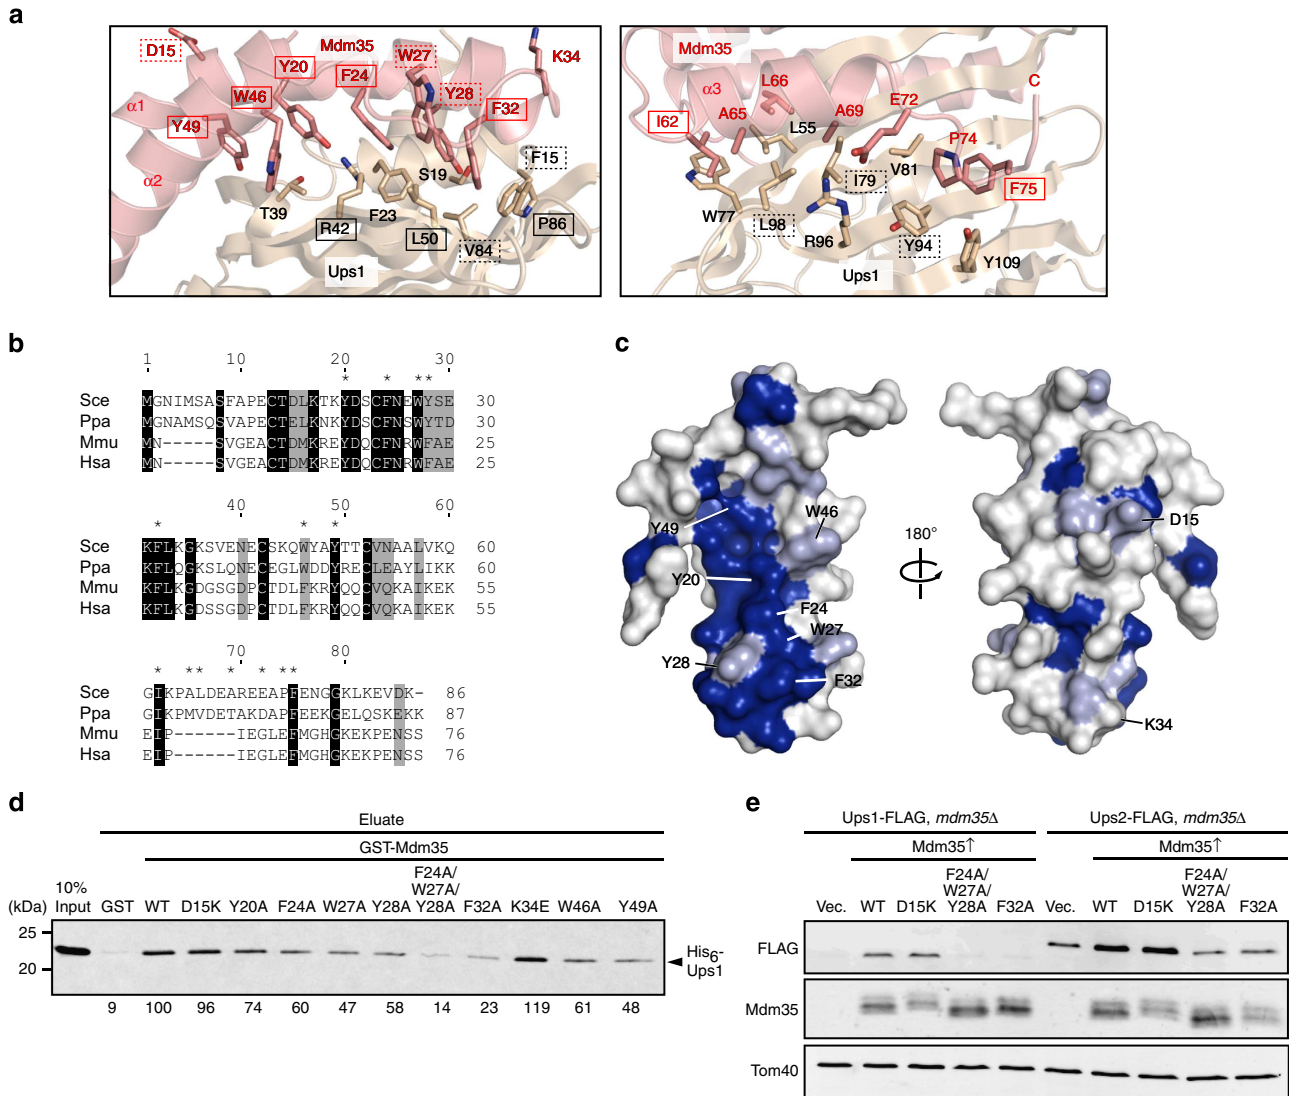 a
D15
Mdm35
W27
K34
Y20
F24
W46
Y28
α1
F32
Y49
α2
F15
S19
T39
F23
R42
L50
P86
V84
Ups1
Mdm35
L66
C
α3
E72
A65
A69
I62
L55
P74
V81
I79
F75
W77
L98
R96
Y94
Ups1
Y109
b
1 10 20 30
* * **
Sce MGNIMSASFAPECTDLKTKYDSCFNEWYSE 30
Ppa MGNAMSQSVAPECTELKNKYDSCFNSWYTD 30
Mmu MN-----SVGEACTDMKREYDQCFNRWFAE 25
Hsa MN-----SVGEACTDMKREYDQCFNRWFAE 25
40 50 60
* * *
Sce KFLKGKSVENECSKQWYAYTTCVNAALVKQ 60
Ppa KFLQGKSLQNECEGLWDDYRECLEAYLIKK 60
Mmu KFLKGDGSGDPCTDLFKRYQQCVQKAIKEK 55
Hsa KFLKGDSSGDPCTDLFKRYQQCVQKAIKEK 55
70 80
* ** * * **
Sce GIKPALDEAREEAPFENGGKLKEVDK- 86
Ppa GIKPMVDETAKDAPFEEKGELQSKEKK 87
Mmu EIP------IEGLEFMGHGKEKPENSS 76
Hsa EIP------IEGLEFMGHGKEKPENSS 76
c
W46
Y49
D15
180°
Y20
F24
W27
Y28
F32
K34
d
Eluate
GST-Mdm35
F24A/
10% W27A/
(kDa) Input GST WT D15K Y20A F24A W27A Y28A Y28A F32A K34E W46A Y49A
25
20
His6-
Ups1
9 100 96 74 60 47 58 14 23 119 61 48
e
Ups1-FLAG, mdm35Δ Ups2-FLAG, mdm35Δ
Mdm35↑ Mdm35↑
F24A/ F24A/
W27A/ W27A/
Vec. WT D15K Y28A F32A Vec. WT D15K Y28A F32A
FLAG
Mdm35
Tom40